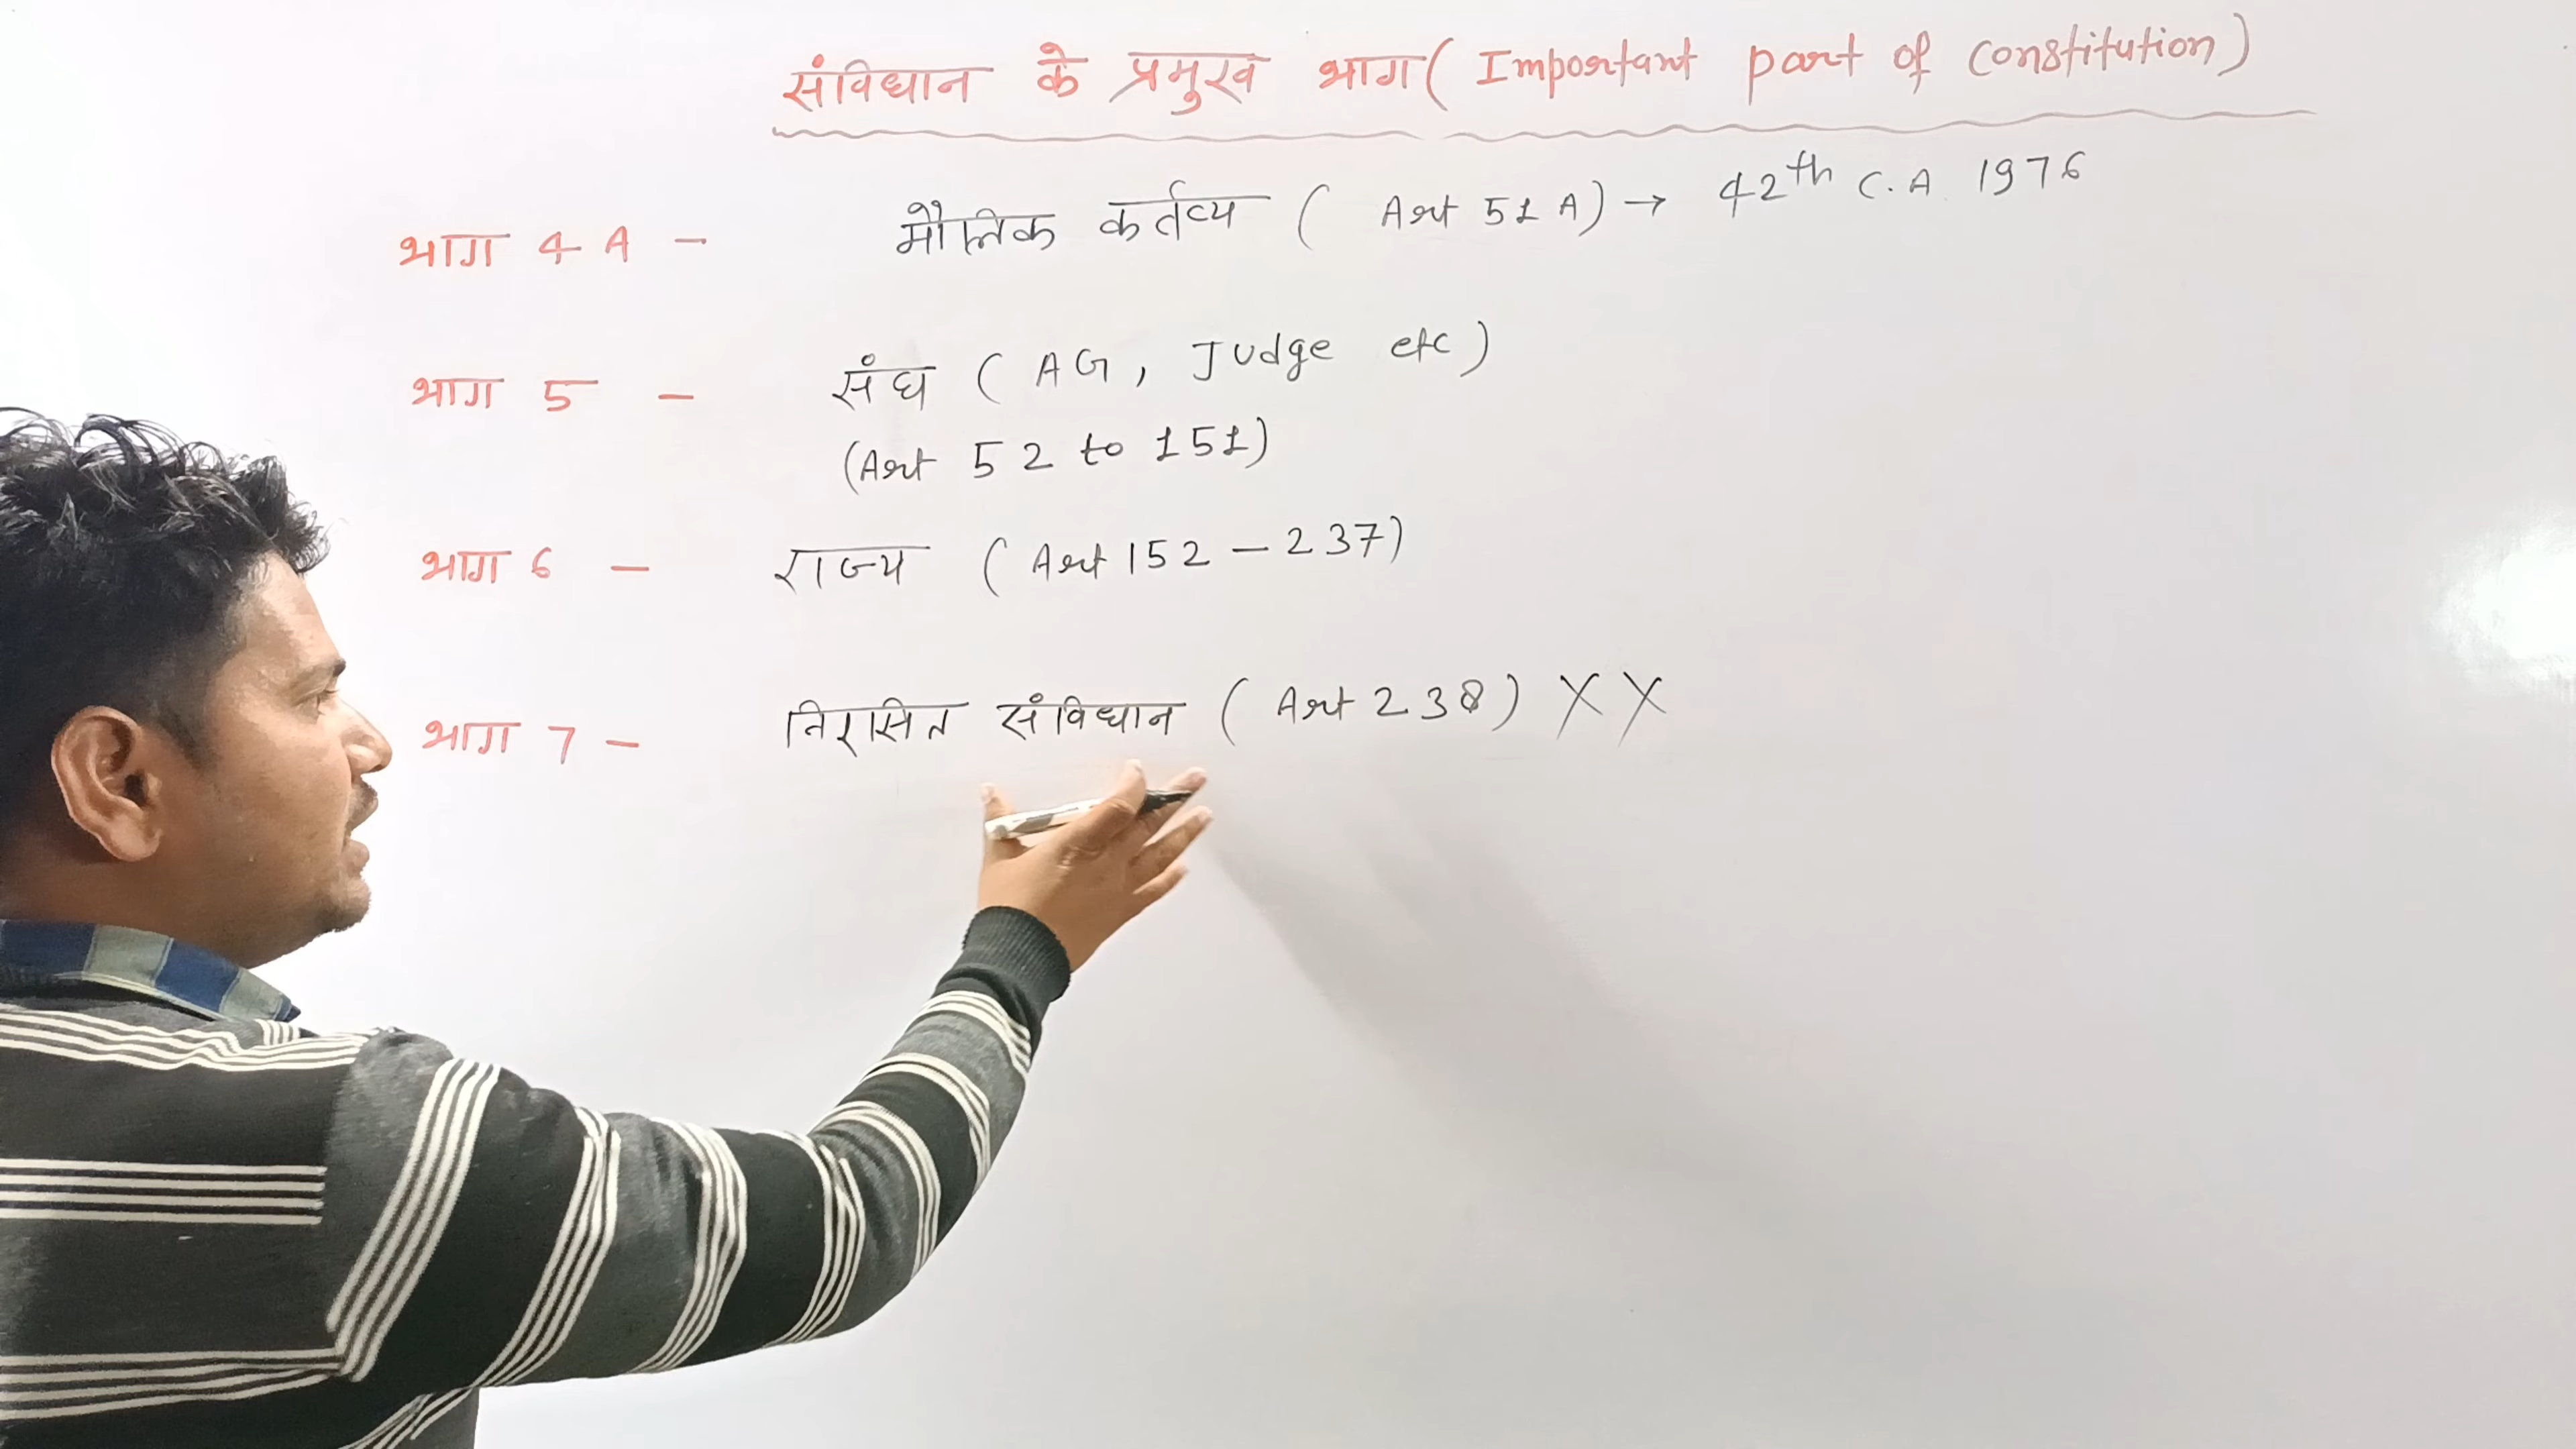 संविधान के प्रमुख भाग ( Important part of constitution )
भाग 4 A - मौलिक कर्तव्य ( Art 51 A) → 42th C.A. 1976
भाग 5 - संघ ( AG, Judge etc )
(Art 52 to 151)
भाग 6 - राज्य ( Art 152 - 237)
भाग 7 - निरसित संविधान ( Art 238 ) X X